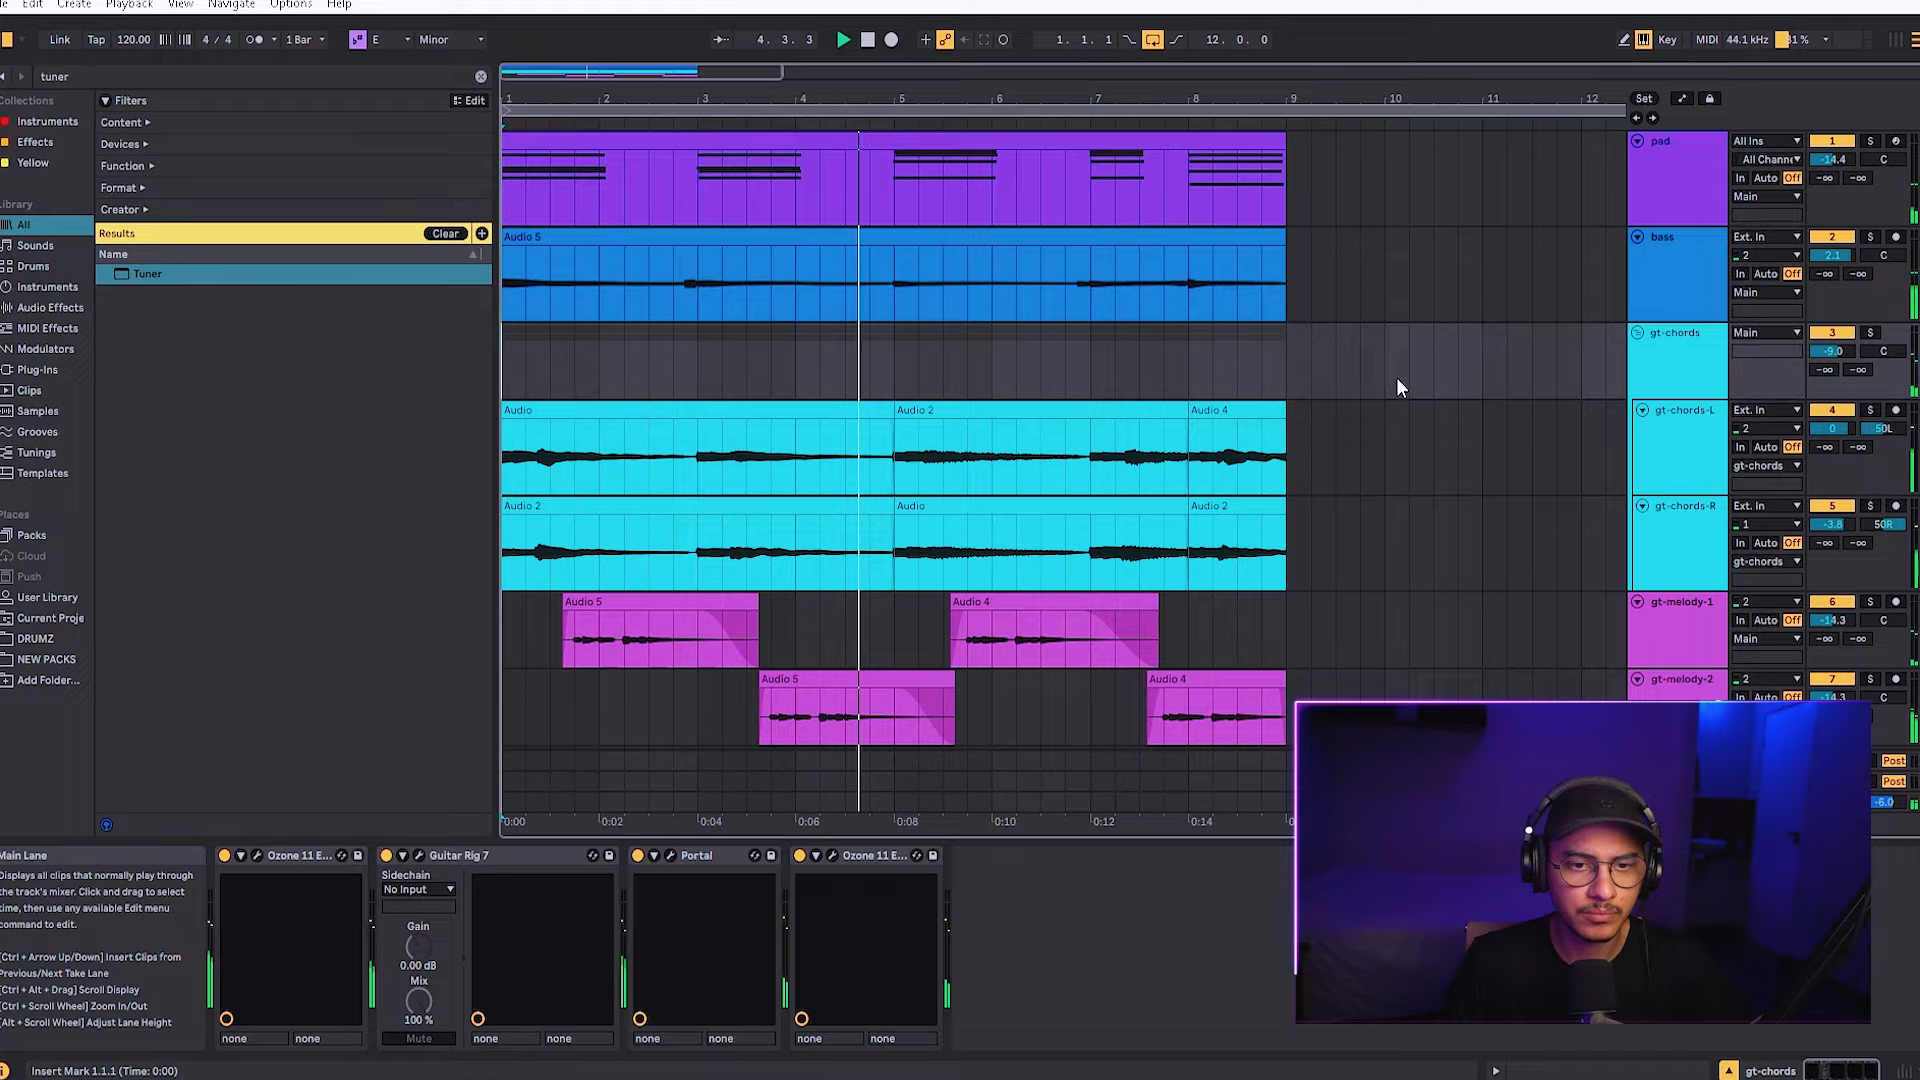 Edit Create Playback View Navigate Options Help
Link Tap 120.00 4 / 4 1 Bar E Minor 4. 3. 3 1. 1. 1 12. 0. 0 Key MIDI 44.1 kHz 31 %
tuner
Collections
Instruments
Effects
Yellow
Library
All
Sounds
Drums
Instruments
Audio Effects
MIDI Effects
Modulators
Plug-Ins
Clips
Samples
Grooves
Tunings
Templates
Places
Packs
Cloud
Push
User Library
Current Proje
DRUMZ
NEW PACKS
Add Folder...
Filters Edit
Content
Devices
Function
Format
Creator
Results Clear
Name
Tuner
1 2 3 4 5 6 7 8 9 10 11 12 Set
Audio 5
Audio Audio 2 Audio 4
Audio 2 Audio Audio 2
Audio 5 Audio 4
Audio 5 Audio 4
0:00 0:02 0:04 0:06 0:08 0:10 0:12 0:14
pad All Ins 1 S
All Channe -14.4 C
In Auto Off -∞ -∞
Main
bass Ext. In 2 S
2 2.1 C
In Auto Off -∞ -∞
Main
gt-chords Main 3 S
-9.0 C
-∞ -∞
gt-chords-L Ext. In 4 S
2 0 50L
In Auto Off -∞ -∞
gt-chords
gt-chords-R Ext. In 5 S
1 -3.8 50R
In Auto Off -∞ -∞
gt-chords
gt-melody-1 2 6 S
In Auto Off -14.3 C
Main -∞ -∞
gt-melody-2 2 7 S
In Auto Off -14.3 C
Post
Post
-6.0
Main Lane
Displays all clips that normally play through
the track's mixer. Click and drag to select
time, then use any available Edit menu
command to edit.
[Ctrl + Arrow Up/Down] Insert Clips from
Previous/Next Take Lane
[Ctrl + Alt + Drag] Scroll Display
[Ctrl + Scroll Wheel] Zoom In/Out
[Alt + Scroll Wheel] Adjust Lane Height
Ozone 11 E...
none none
Guitar Rig 7
Sidechain
No Input
Gain
0.00 dB
Mix
100 %
Mute
none none
Portal
none none
Ozone 11 E...
none none
Insert Mark 1.1.1 (Time: 0:00)
gt-chords